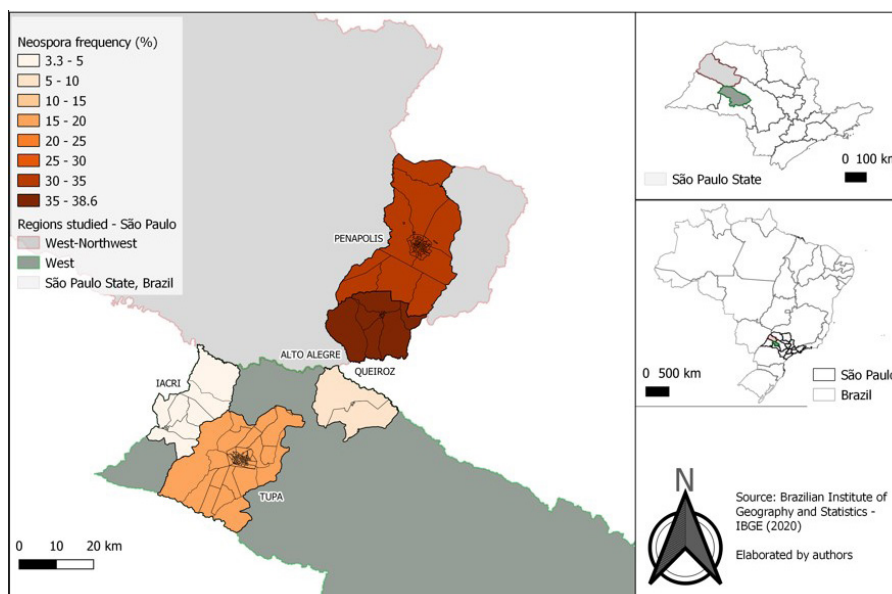 Neospora frequency (%)
3.3 - 5
5 - 10
10 - 15
15 - 20
20 - 25
25 - 30
30 - 35
35 - 38.6
Regions studied - São Paulo
West-Northwest
West
São Paulo State, Brazil
PENAPOLIS
ALTO ALEGRE
QUEIROZ
IACRI
TUPA
0 10 20 km
São Paulo State
0 100 km
0 500 km
São Paulo
Brazil
N
Source: Brazilian Institute of
Geography and Statistics -
IBGE (2020)
Elaborated by authors